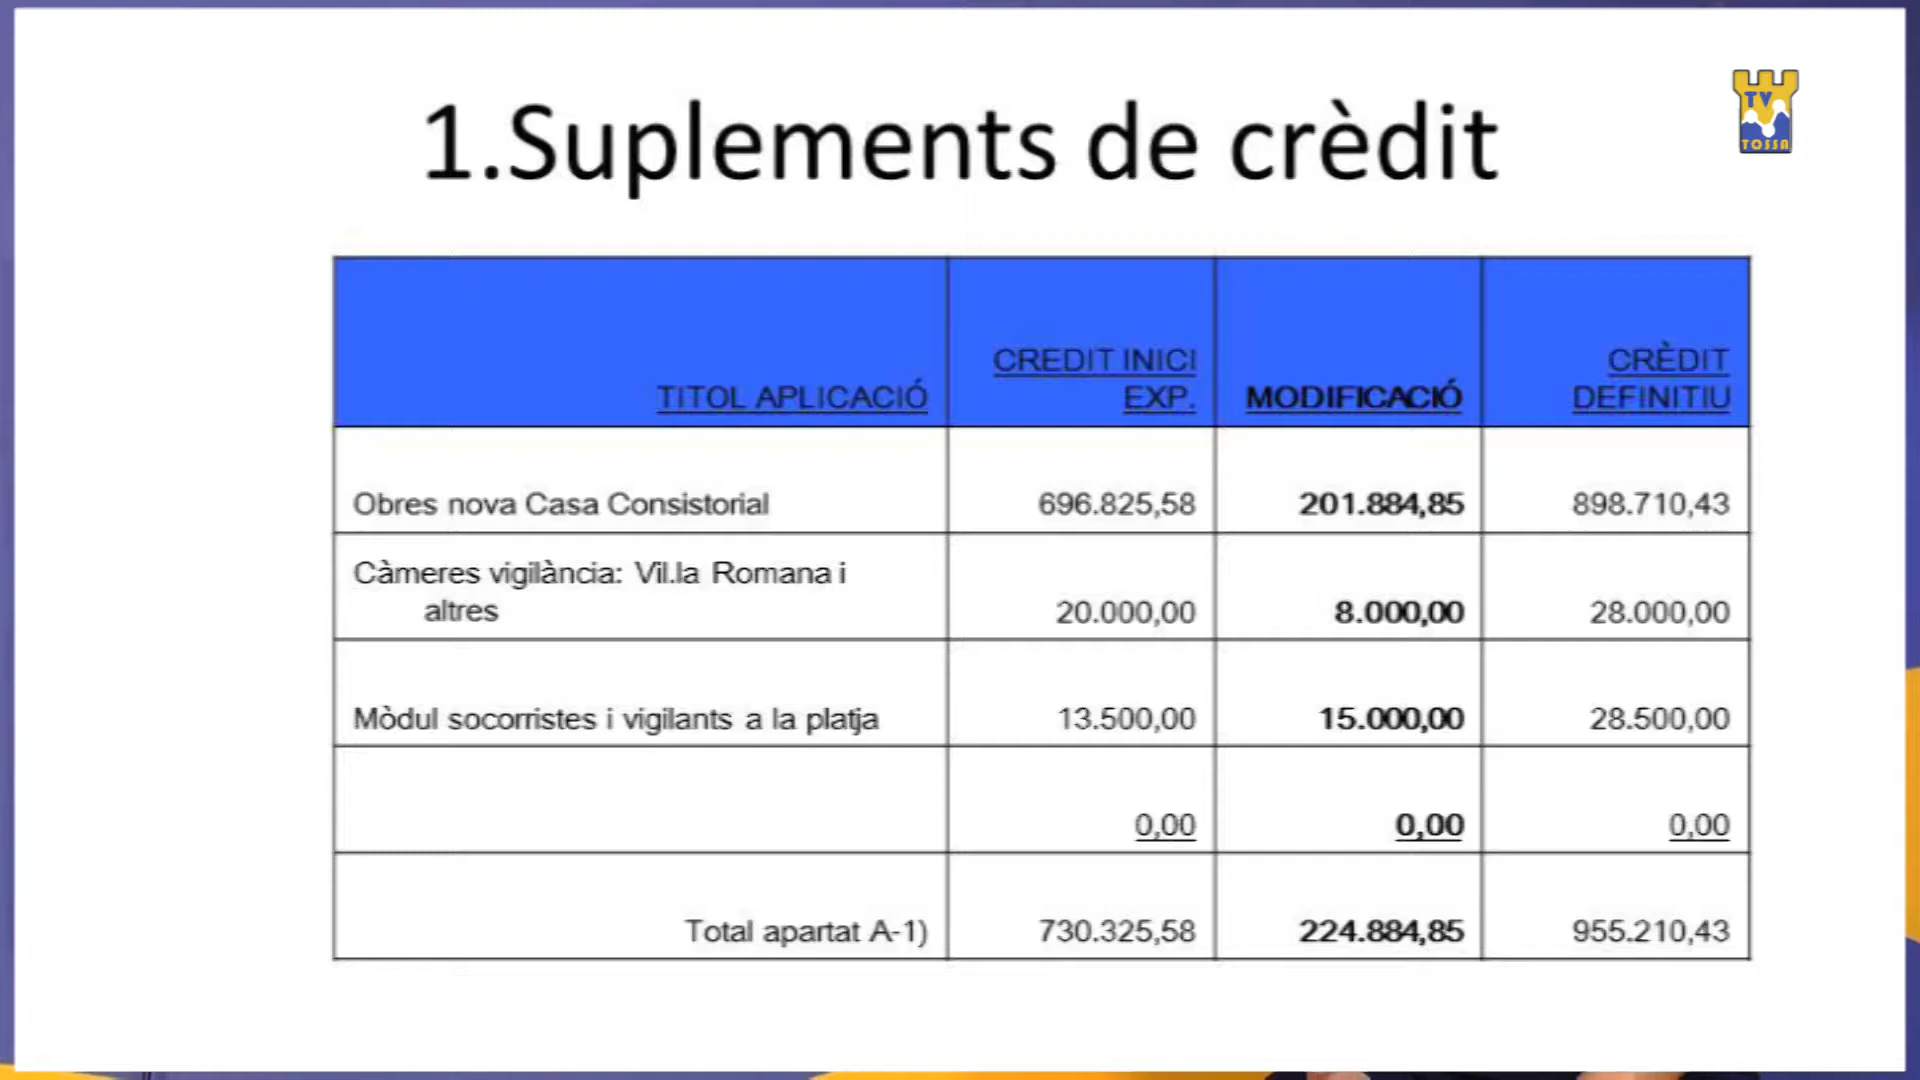 1.Suplements de crèdit
TV
TOSSA
TITOL APLICACIÓ
CREDIT INICI
EXP.
MODIFICACIÓ
CRÈDIT
DEFINITIU
Obres nova Casa Consistorial 696.825,58 201.884,85 898.710,43
Càmeres vigilància: Vil.la Romana i
altres 20.000,00 8.000,00 28.000,00
Mòdul socorristes i vigilants a la platja 13.500,00 15.000,00 28.500,00
0,00 0,00 0,00
Total apartat A-1) 730.325,58 224.884,85 955.210,43